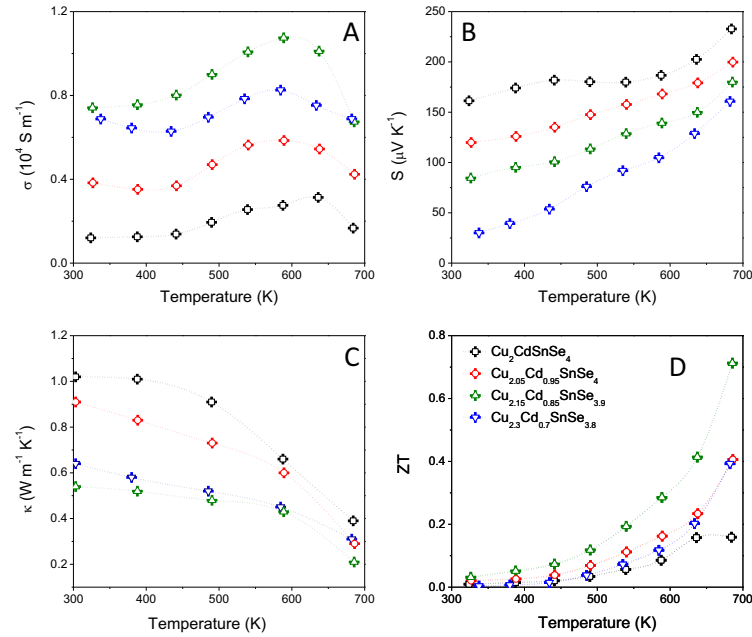 A
σ (10⁴ S m⁻¹)
1.2
0.8
0.4
0.0
300 400 500 600 700
Temperature (K)
B
S (μV K⁻¹)
250
200
150
100
50
0
300 400 500 600 700
Temperature (K)
C
κ (W m⁻¹ K⁻¹)
1.2
1.0
0.8
0.6
0.4
0.2
300 400 500 600 700
Temperature (K)
D
ZT
0.8
0.6
0.4
0.2
0.0
Cu₂CdSnSe₄
Cu₂.₀₅Cd₀.₉₅SnSe₄
Cu₂.₁₅Cd₀.₈₅SnSe₃.₉
Cu₂.₃Cd₀.₇SnSe₃.₈
300 400 500 600 700
Temperature (K)